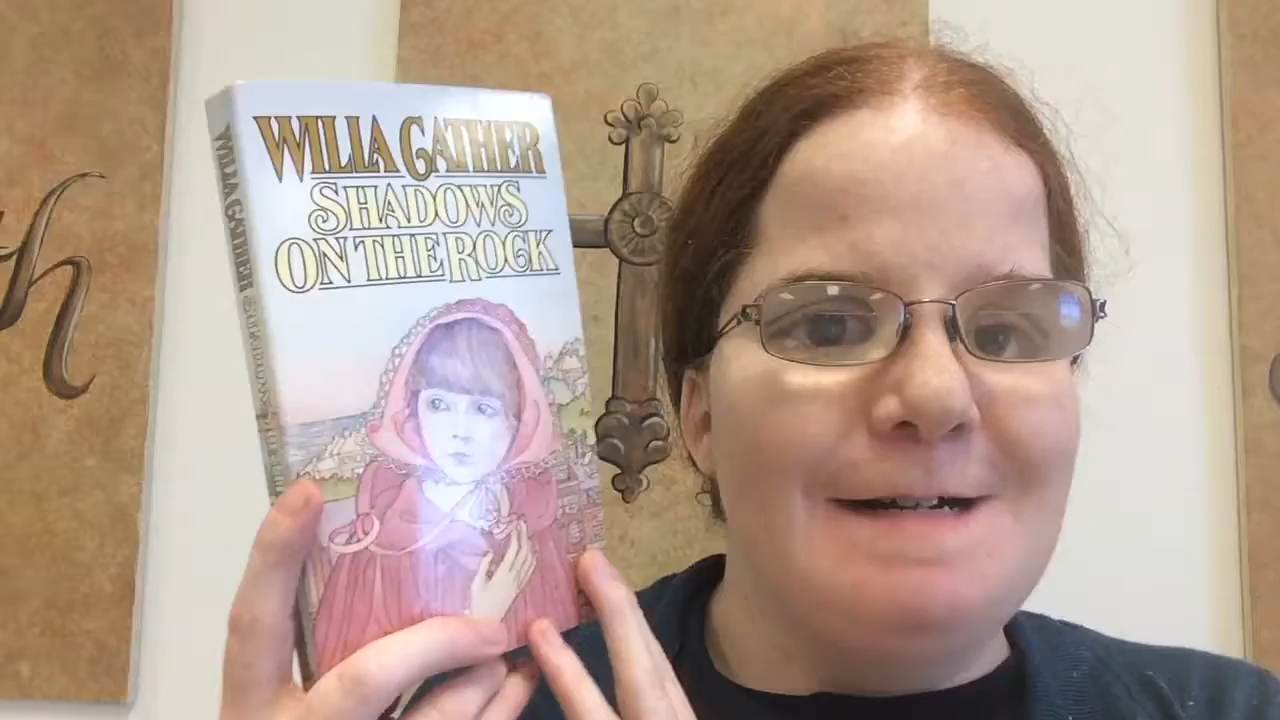 WILLA CATHER
SHADOWS
ON THE ROCK
WILLA CATHER
h